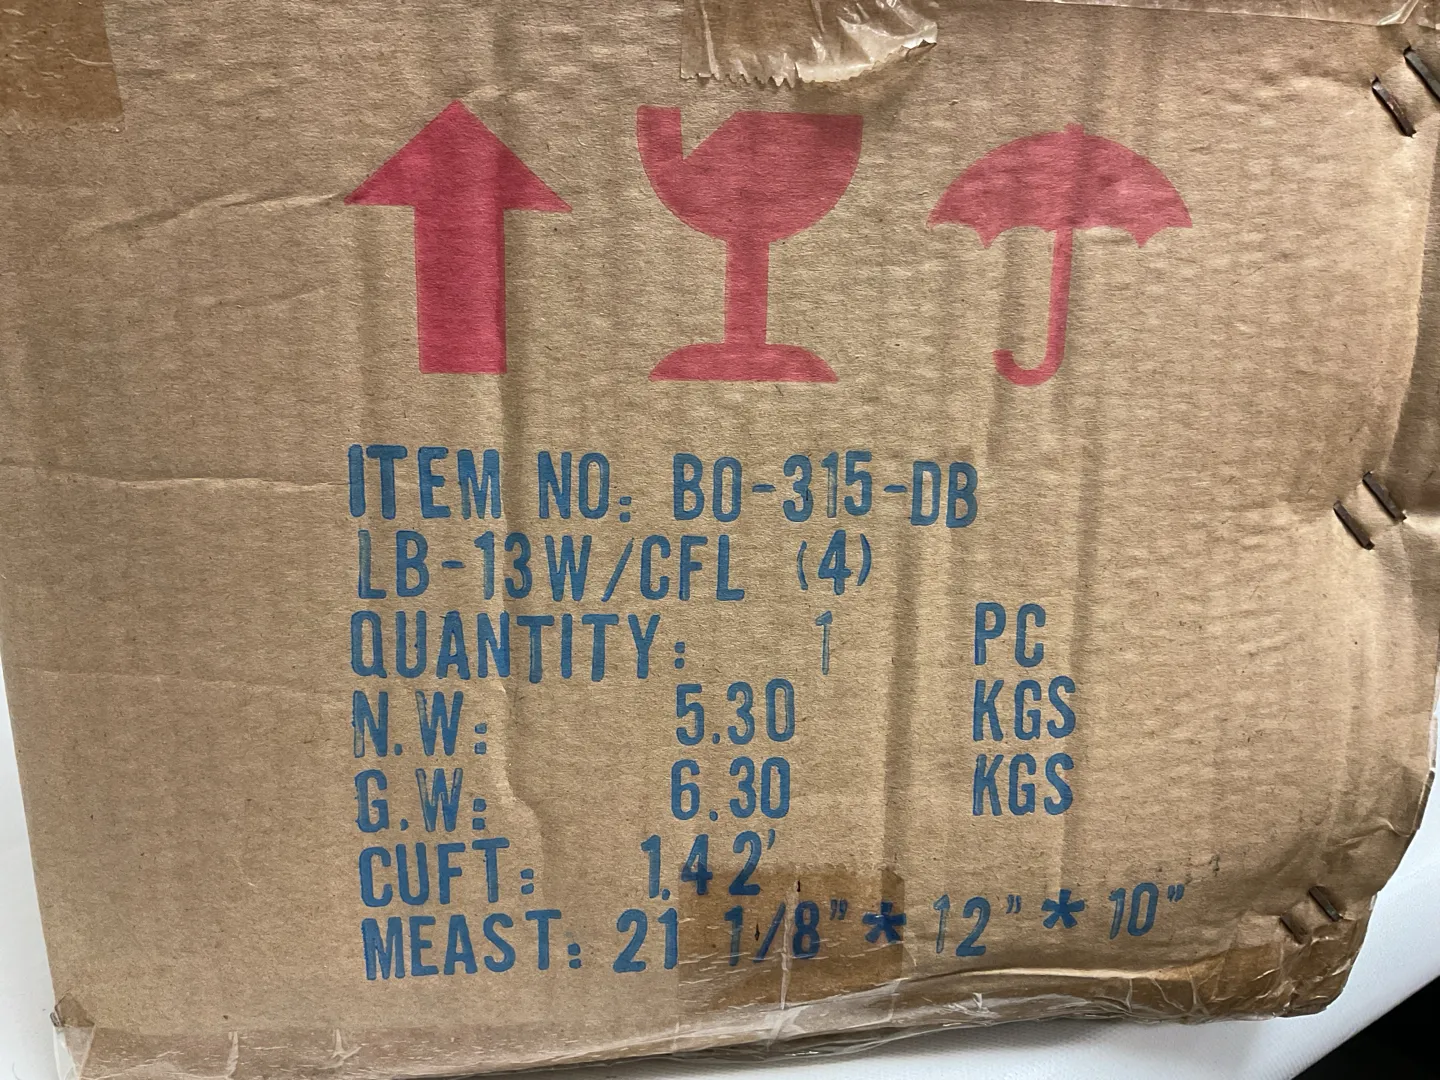 ITEM NO: BO-315-DB
LB-13W/CFL (4)
QUANTITY: 1 PC
N.W: 5.30 KGS
G.W: 6.30 KGS
CUFT: 1.42'
MEAST: 21 1/8" * 12" * 10"